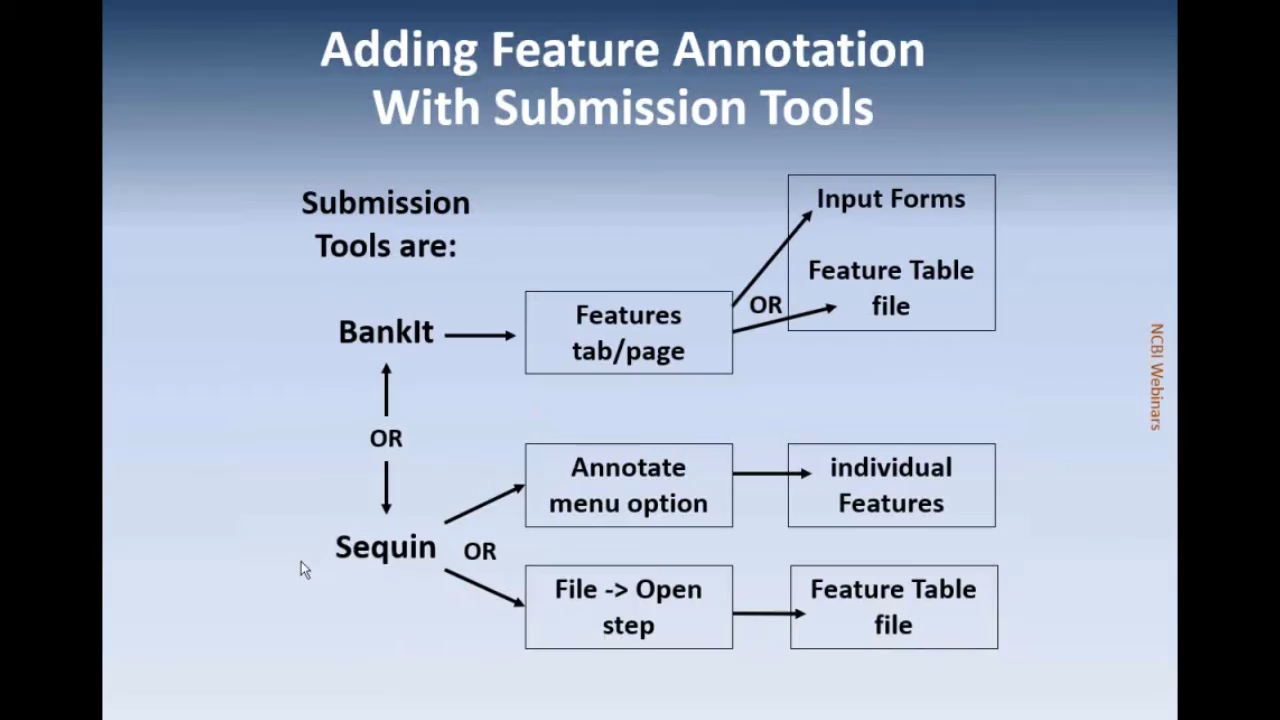 Adding Feature Annotation
With Submission Tools
Submission
Tools are:
BankIt
Features
tab/page
OR
Input Forms
Feature Table
file
OR
Sequin
OR
Annotate
menu option
individual
Features
File -> Open
step
Feature Table
file
NCBI Webinars